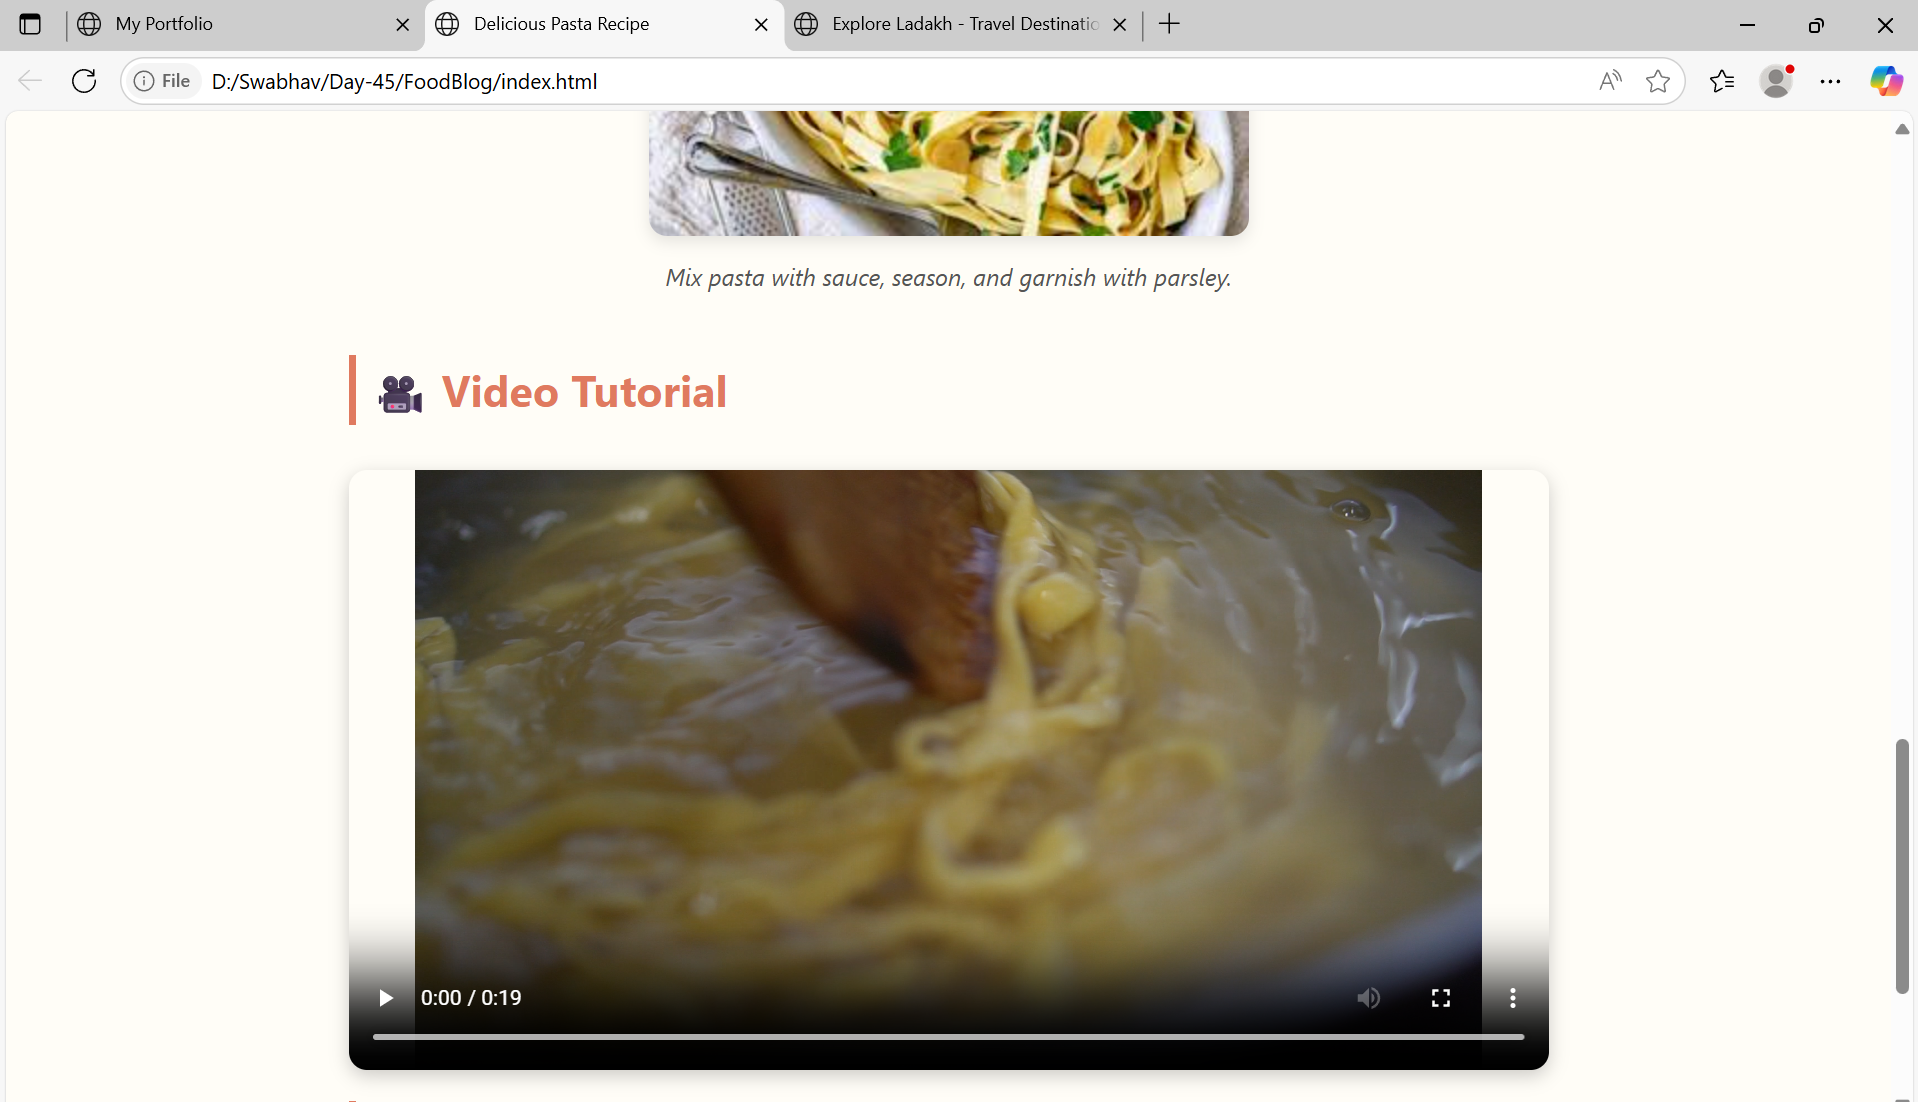 My Portfolio
Delicious Pasta Recipe
Explore Ladakh - Travel Destinatio
File
D:/Swabhav/Day-45/FoodBlog/index.html
Mix pasta with sauce, season, and garnish with parsley.
Video Tutorial
0:00 / 0:19